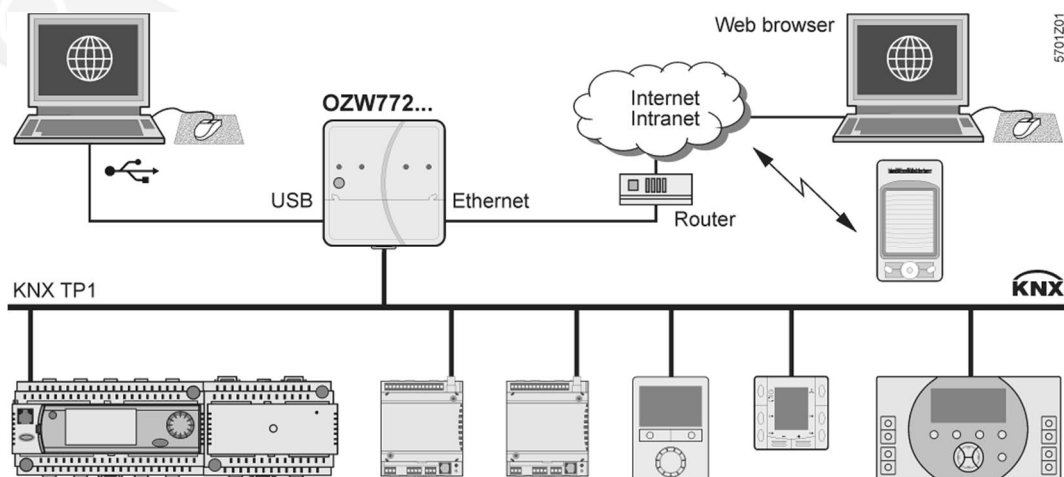 Web browser
5701Z01
OZW772...
Internet
Intranet
USB
Ethernet
Router
KNX TP1
KNX